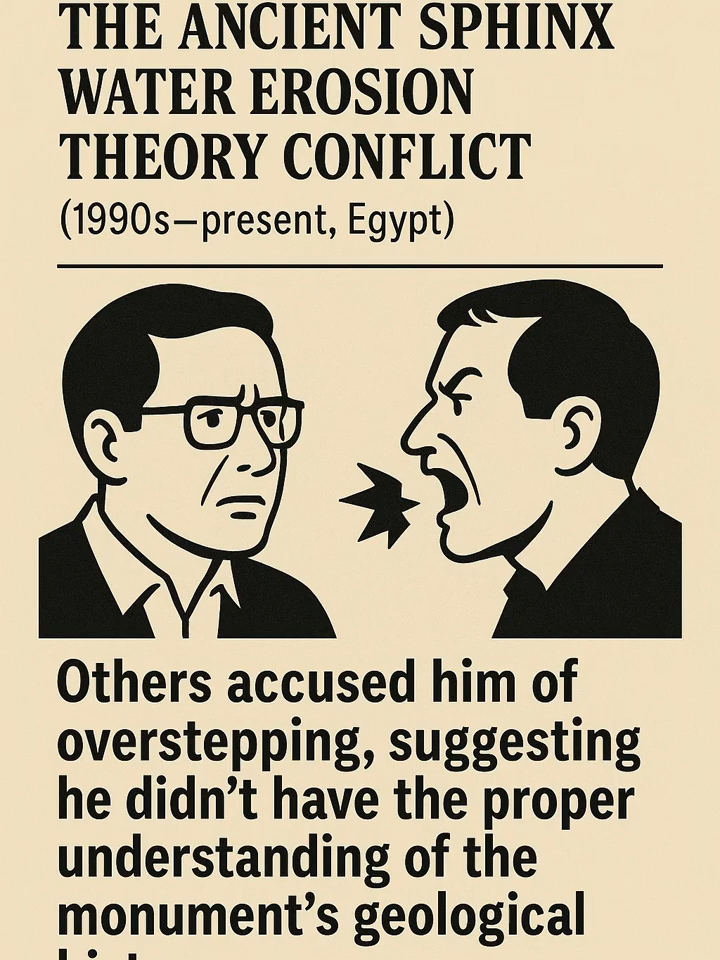 THE ANCIENT SPHINX
WATER EROSION
THEORY CONFLICT
(1990s–present, Egypt)
Others accused him of
overstepping, suggesting
he didn’t have the proper
understanding of the
monument’s geological